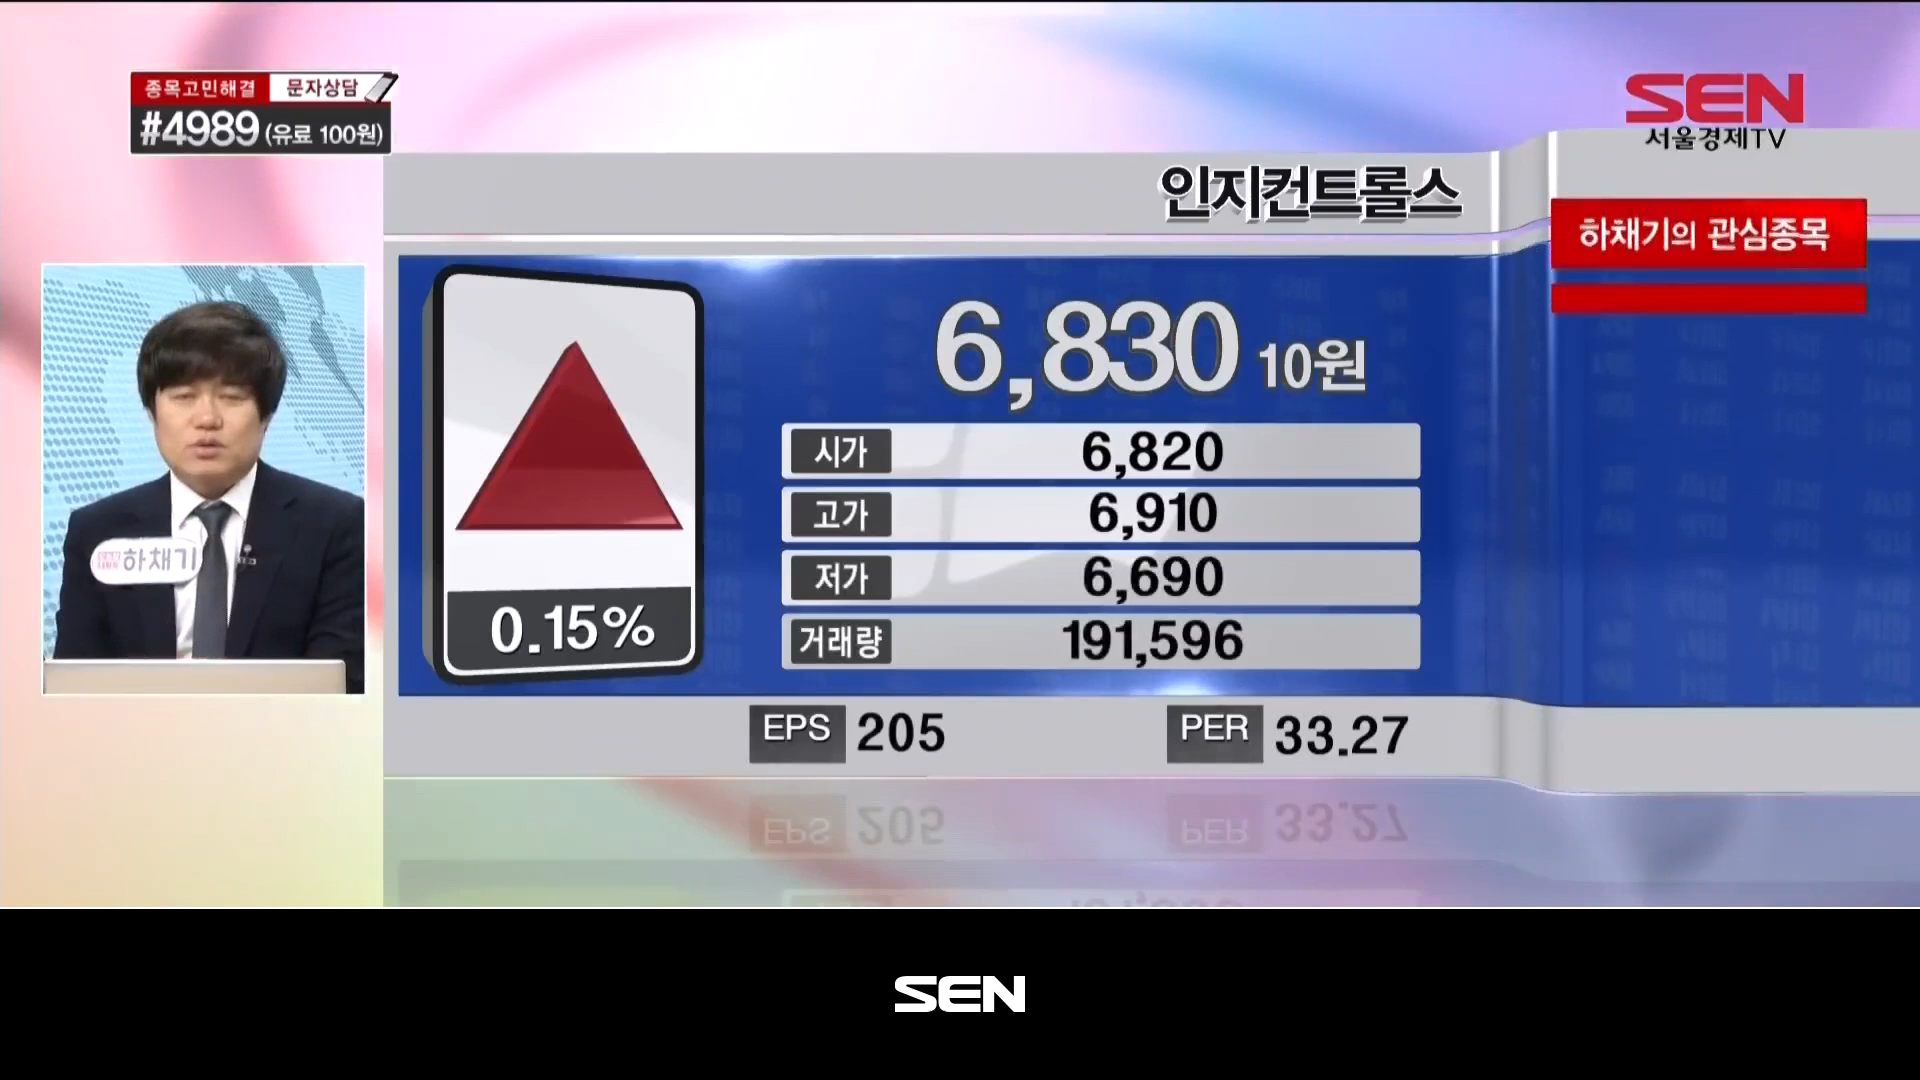 종목고민해결 문자상담
#4989 (유료 100원)
SEN
서울경제TV
인지컨트롤스
하채기의 관심종목
6,830 10원
시가 6,820
고가 6,910
저가 6,690
거래량 191,596
0.15%
하채기
EPS 205 PER 33.27
SEN